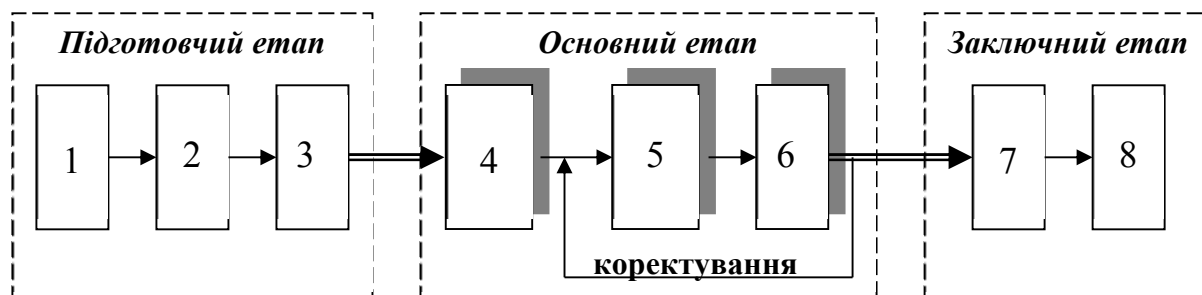 Підготовчий етап
Основний етап
Заключний етап
1
2
3
4
5
6
7
8
коректування